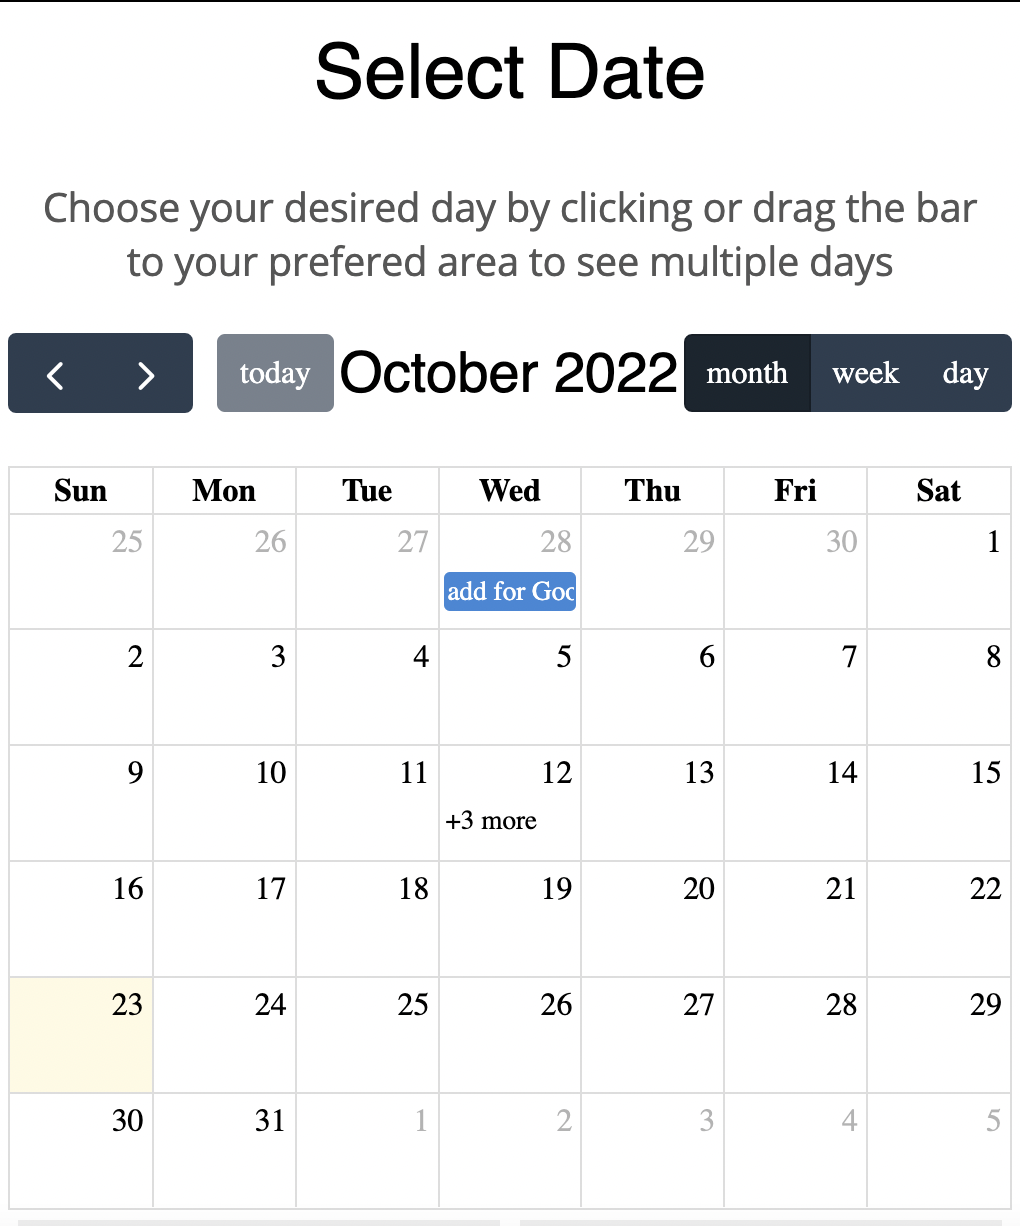 Select Date
Choose your desired day by clicking or drag the bar
to your prefered area to see multiple days
today October 2022 month week day
Sun Mon Tue Wed Thu Fri Sat
25 26 27 28 29 30 1
add for Goo
2 3 4 5 6 7 8
9 10 11 12 13 14 15
+3 more
16 17 18 19 20 21 22
23 24 25 26 27 28 29
30 31 1 2 3 4 5